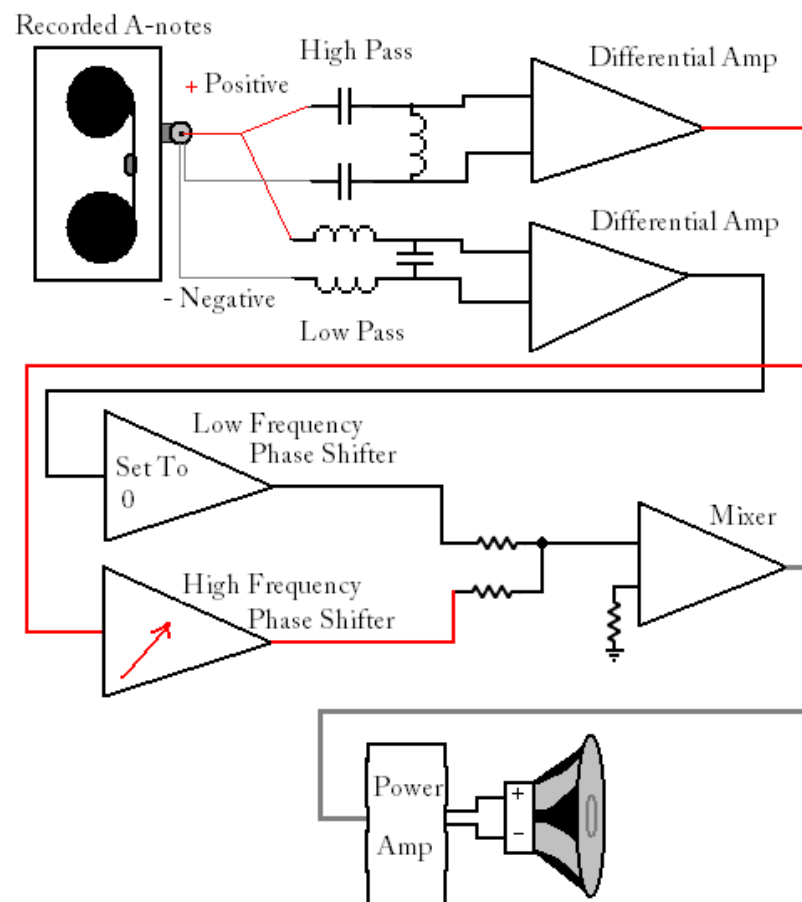 Recorded A-notes
High Pass
Differential Amp
+ Positive
Differential Amp
- Negative
Low Pass
Low Frequency
Phase Shifter
Set To
0
Mixer
High Frequency
Phase Shifter
Power
Amp
+
-